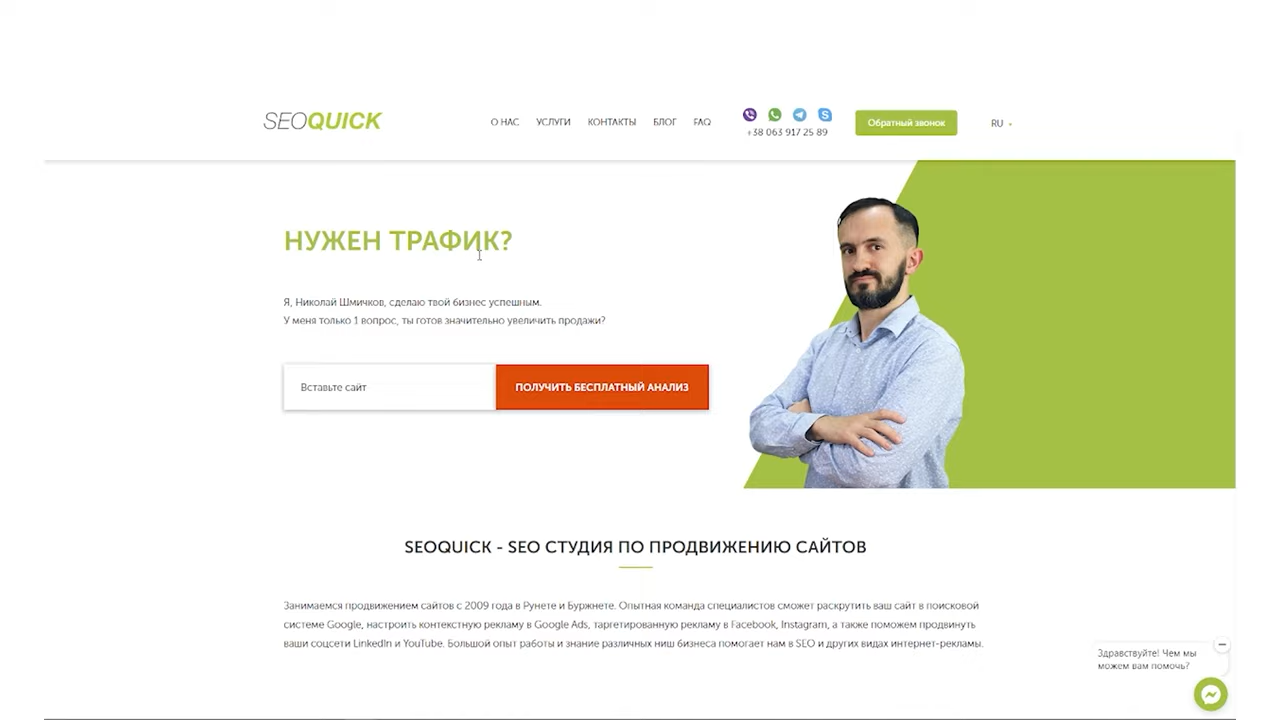 SEOQUICK
О НАС УСЛУГИ КОНТАКТЫ БЛОГ FAQ
+38 063 917 25 89
Обратный звонок
RU
НУЖЕН ТРАФИК?
Я, Николай Шмичков, сделаю твой бизнес успешным.
У меня только 1 вопрос, ты готов значительно увеличить продажи?
Вставьте сайт
ПОЛУЧИТЬ БЕСПЛАТНЫЙ АНАЛИЗ
SEOQUICK - SEO СТУДИЯ ПО ПРОДВИЖЕНИЮ САЙТОВ
Занимаемся продвижением сайтов с 2009 года в Рунете и Буржнете. Опытная команда специалистов сможет раскрутить ваш сайт в поисковой
системе Google, настроить контекстную рекламу в Google Ads, таргетированную рекламу в Facebook, Instagram, а также поможем продвинуть
ваши соцсети LinkedIn и YouTube. Большой опыт работы и знание различных ниш бизнеса помогает нам в SEO и других видах интернет-рекламы.
Здравствуйте! Чем мы
можем вам помочь?